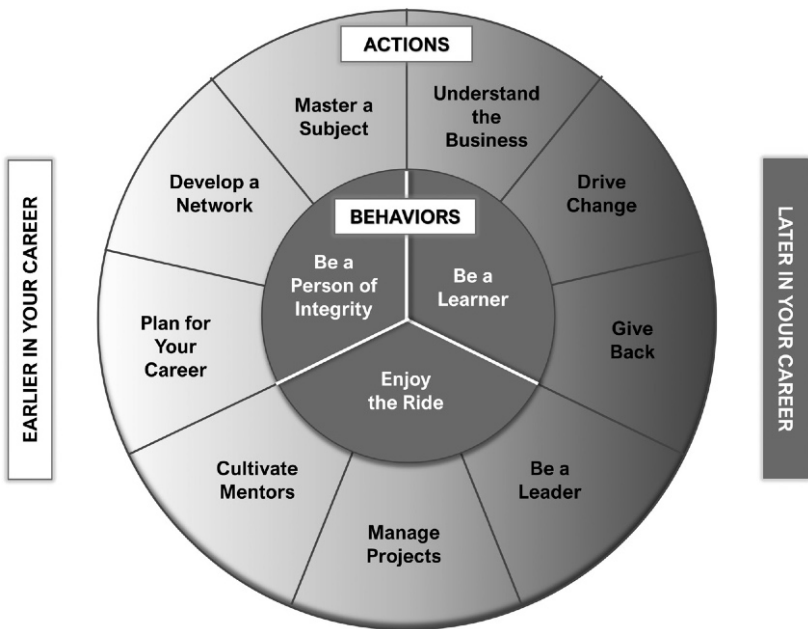 ACTIONS
Master a
Subject
Understand
the
Business
Develop a
Network
Drive
Change
BEHAVIORS
Be a
Person of
Integrity
Be a
Learner
Enjoy
the Ride
Plan for
Your
Career
Give
Back
Cultivate
Mentors
Manage
Projects
Be a
Leader
EARLIER IN YOUR CAREER
LATER IN YOUR CAREER